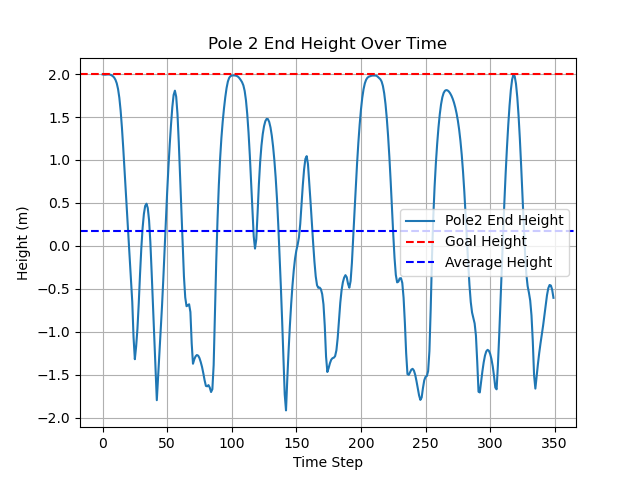 Pole 2 End Height Over Time
Height (m)
2.0
1.5
1.0
0.5
0.0
−0.5
−1.0
−1.5
−2.0
Pole2 End Height
Goal Height
Average Height
0 50 100 150 200 250 300 350
Time Step